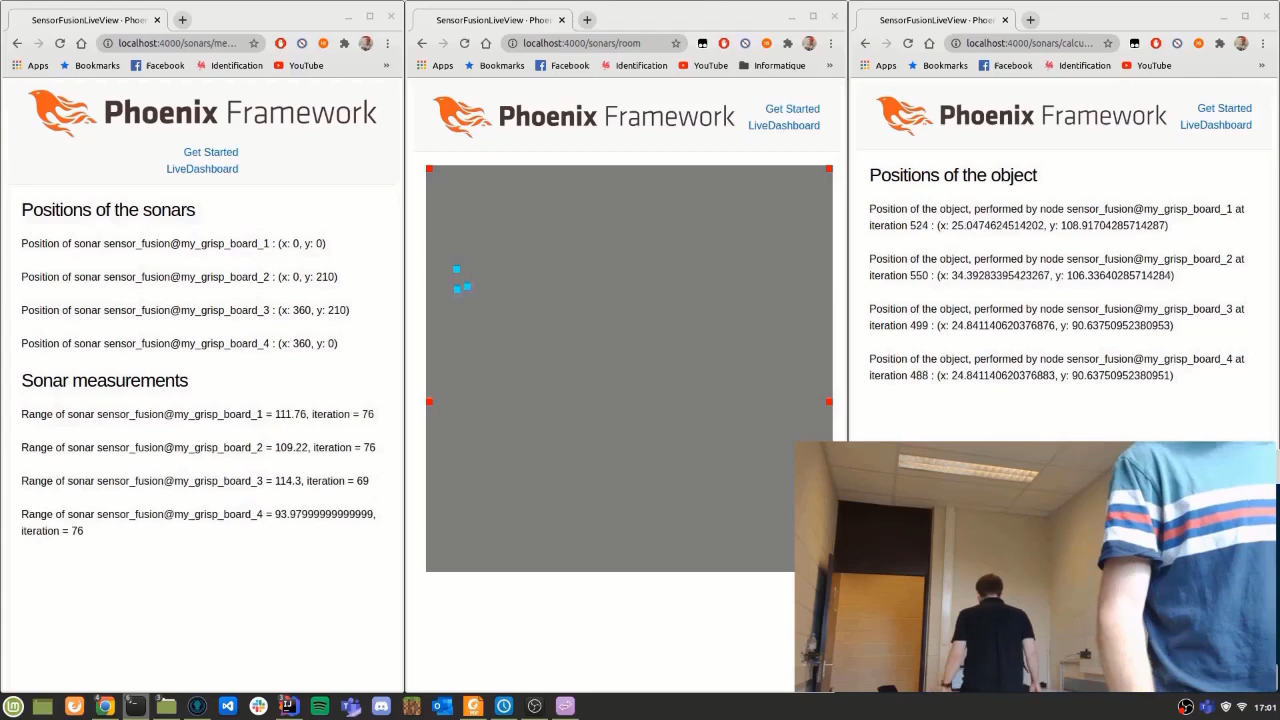 SensorFusionLiveView · Phoen
localhost:4000/sonars/me...
Apps Bookmarks Facebook Identification YouTube »
Phoenix Framework
Get Started
LiveDashboard
Positions of the sonars
Position of sonar sensor_fusion@my_grisp_board_1 : (x: 0, y: 0)
Position of sonar sensor_fusion@my_grisp_board_2 : (x: 0, y: 210)
Position of sonar sensor_fusion@my_grisp_board_3 : (x: 360, y: 210)
Position of sonar sensor_fusion@my_grisp_board_4 : (x: 360, y: 0)
Sonar measurements
Range of sonar sensor_fusion@my_grisp_board_1 = 111.76, iteration = 76
Range of sonar sensor_fusion@my_grisp_board_2 = 109.22, iteration = 76
Range of sonar sensor_fusion@my_grisp_board_3 = 114.3, iteration = 69
Range of sonar sensor_fusion@my_grisp_board_4 = 93.97999999999999,
iteration = 76
SensorFusionLiveView · Phoe
localhost:4000/sonars/room
Apps Bookmarks Facebook Identification YouTube Informatique »
Phoenix Framework
Get Started
LiveDashboard
SensorFusionLiveView · Phoe
localhost:4000/sonars/calcu...
Apps Bookmarks Facebook Identification YouTube »
Phoenix Framework
Get Started
LiveDashboard
Positions of the object
Position of the object, performed by node sensor_fusion@my_grisp_board_1 at
iteration 524 : (x: 25.0474624514202, y: 108.91704285714287)
Position of the object, performed by node sensor_fusion@my_grisp_board_2 at
iteration 550 : (x: 34.39283395423267, y: 106.33640285714284)
Position of the object, performed by node sensor_fusion@my_grisp_board_3 at
iteration 499 : (x: 24.841140620376876, y: 90.63750952380953)
Position of the object, performed by node sensor_fusion@my_grisp_board_4 at
iteration 488 : (x: 24.841140620376883, y: 90.63750952380951)
17:01